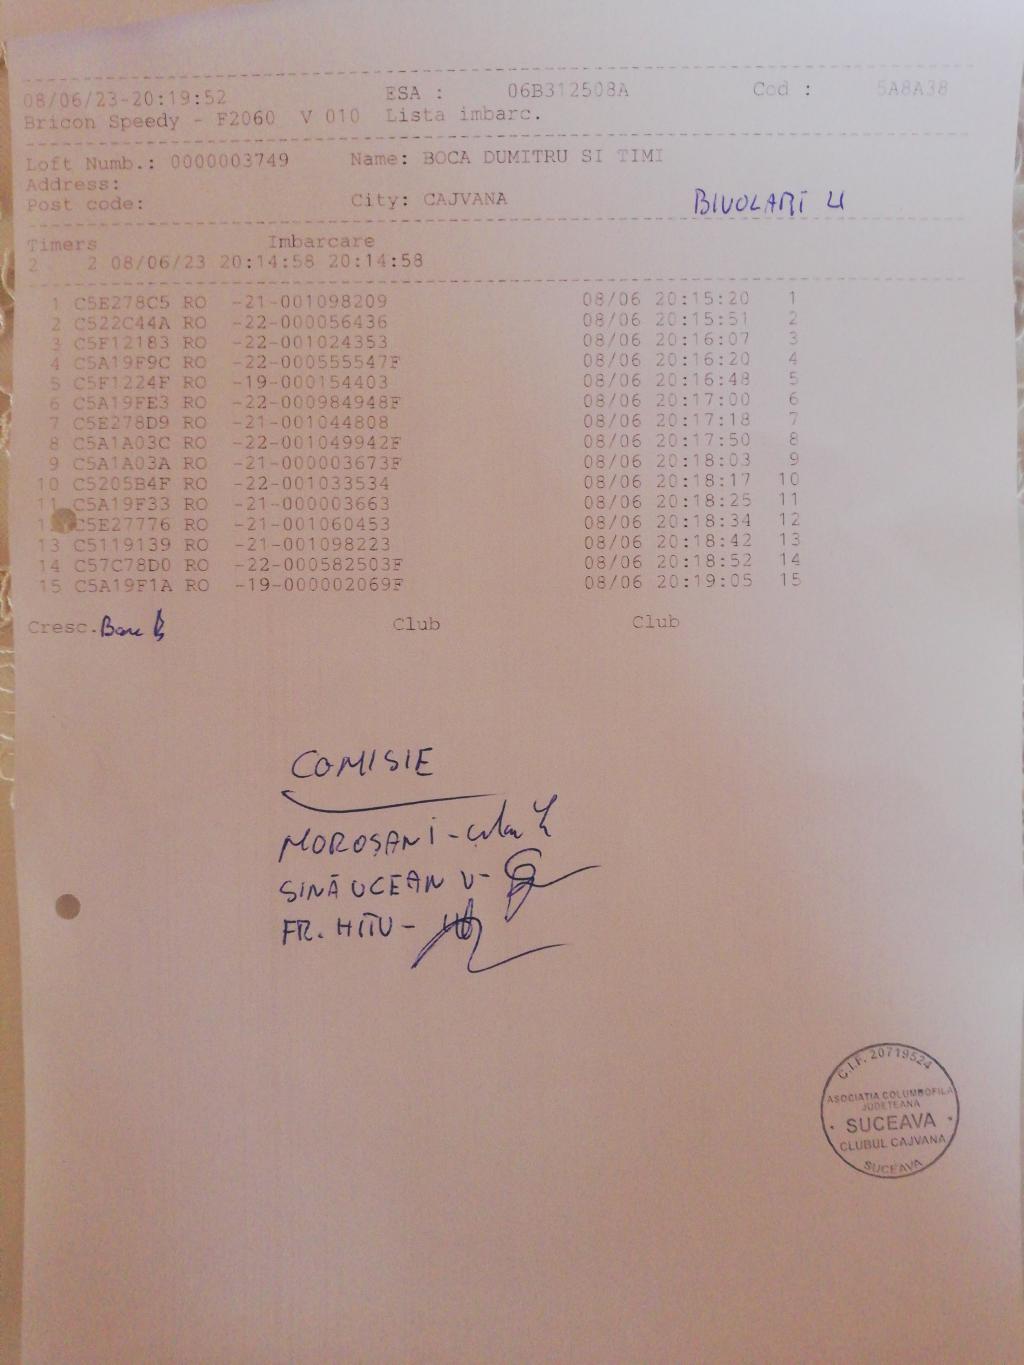 08/06/23-20:19:52 ESA : 06B312508A Cod : 5A8A38
Bricon Speedy - F2060 V 010 Lista imbarc.
Loft Numb.: 0000003749 Name: BOCA DUMITRU SI TIMI
Address:
Post code: City: CAJVANA
BIVOLARI 4
Timers Imbarcare
2 2 08/06/23 20:14:58 20:14:58
1 C5E278C5 RO -21-001098209 08/06 20:15:20 1
2 C522C44A RO -22-000056436 08/06 20:15:51 2
3 C5F12183 RO -22-001024353 08/06 20:16:07 3
4 C5A19F9C RO -22-000555547F 08/06 20:16:20 4
5 C5F1224F RO -19-000154403 08/06 20:16:48 5
6 C5A19FE3 RO -22-000984948F 08/06 20:17:00 6
7 C5E278D9 RO -21-001044808 08/06 20:17:18 7
8 C5A1A03C RO -22-001049942F 08/06 20:17:50 8
9 C5A1A03A RO -21-000003673F 08/06 20:18:03 9
10 C5205B4F RO -22-001033534 08/06 20:18:17 10
11 C5A19F33 RO -21-000003663 08/06 20:18:25 11
12 C5E27776 RO -21-001060453 08/06 20:18:34 12
13 C5119139 RO -21-001098223 08/06 20:18:42 13
14 C57C78D0 RO -22-000582503F 08/06 20:18:52 14
15 C5A19F1A RO -19-000002069F 08/06 20:19:05 15
Cresc. Club Club
COMISIE
MOROȘAN I -
SINĂUCEAN V -
FR. HÎTU -
C.I.F. 20719524
ASOCIATIA COLUMBOFILA
JUDETEANA
SUCEAVA
CLUBUL CAJVANA
SUCEAVA